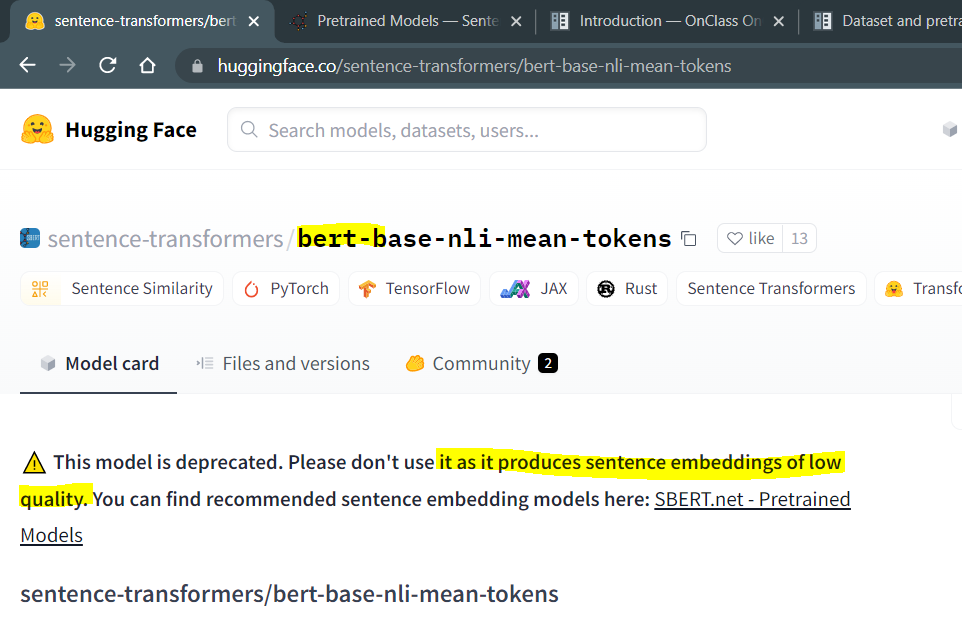 sentence-transformers/bert
Pretrained Models — Sente
Introduction — OnClass On
Dataset and pretra
huggingface.co/sentence-transformers/bert-base-nli-mean-tokens
Hugging Face
Search models, datasets, users...
sentence-transformers/bert-base-nli-mean-tokens
like 13
Sentence Similarity PyTorch TensorFlow JAX Rust Sentence Transformers Transfo
Model card Files and versions Community 2
This model is deprecated. Please don't use it as it produces sentence embeddings of low
quality. You can find recommended sentence embedding models here: SBERT.net - Pretrained
Models
sentence-transformers/bert-base-nli-mean-tokens